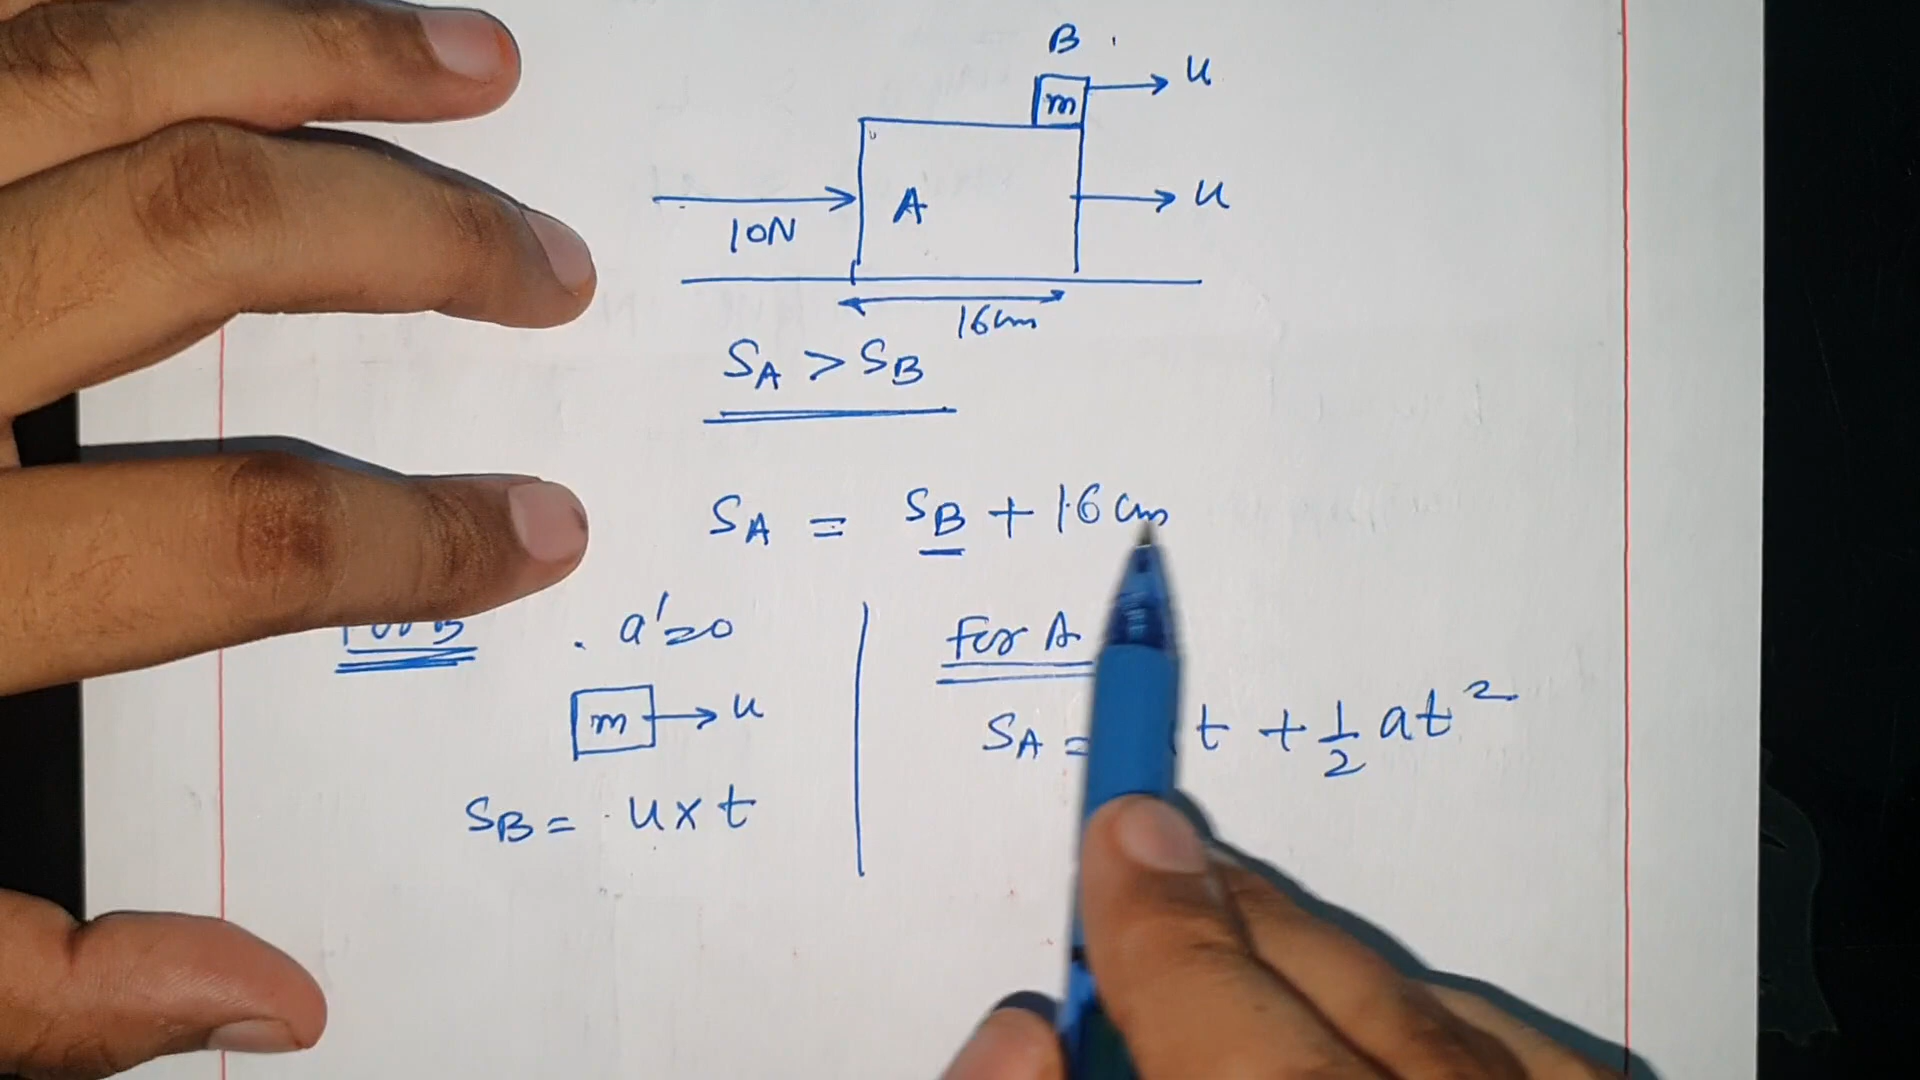 B
m → u
A → u
10N
16cm
SA > SB
SA = SB + 16 cm
a' = 0
For A
m → u
SA = t + 1/2 at²
SB = u × t